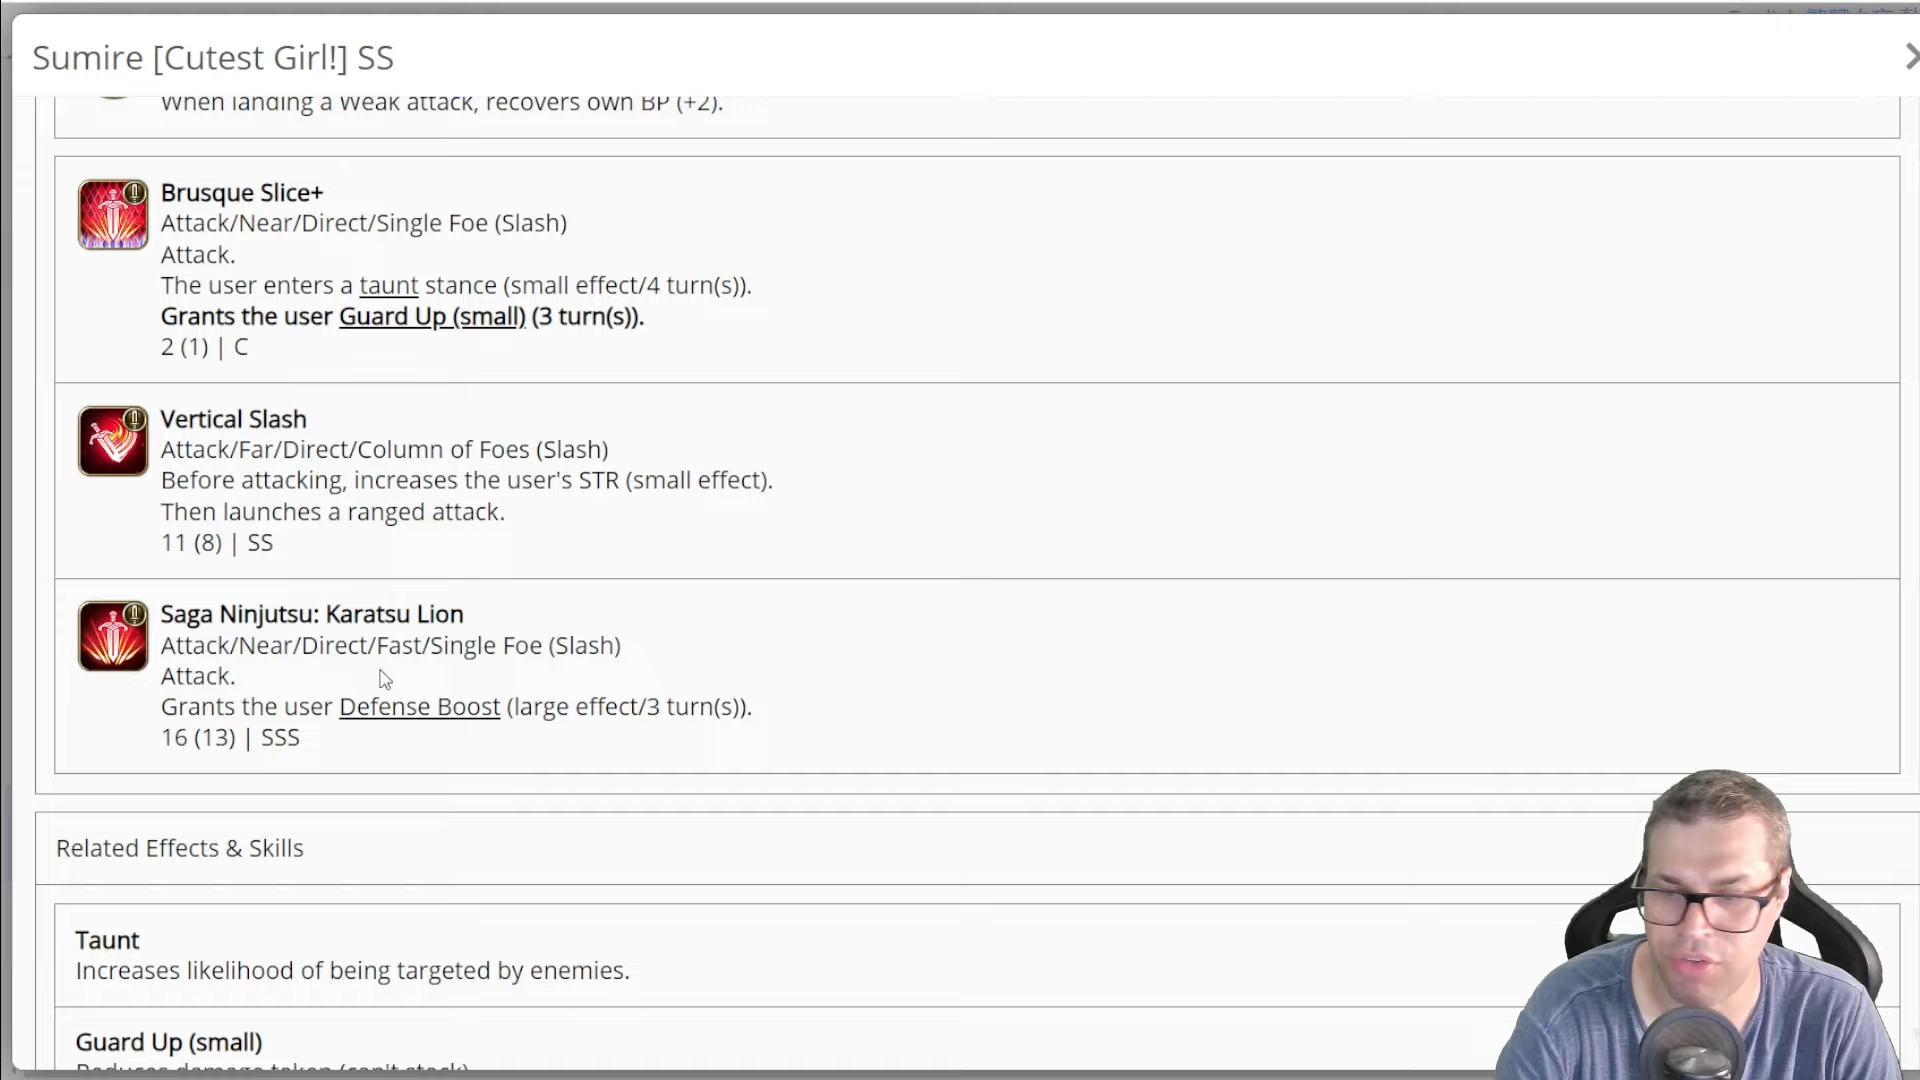 Sumire [Cutest Girl!] SS
When landing a Weak attack, recovers own BP (+2).
Brusque Slice+
Attack/Near/Direct/Single Foe (Slash)
Attack.
The user enters a taunt stance (small effect/4 turn(s)).
Grants the user Guard Up (small) (3 turn(s)).
2 (1) | C
Vertical Slash
Attack/Far/Direct/Column of Foes (Slash)
Before attacking, increases the user's STR (small effect).
Then launches a ranged attack.
11 (8) | SS
Saga Ninjutsu: Karatsu Lion
Attack/Near/Direct/Fast/Single Foe (Slash)
Attack.
Grants the user Defense Boost (large effect/3 turn(s)).
16 (13) | SSS
Related Effects & Skills
Taunt
Increases likelihood of being targeted by enemies.
Guard Up (small)
Reduces damage taken (can't stack).